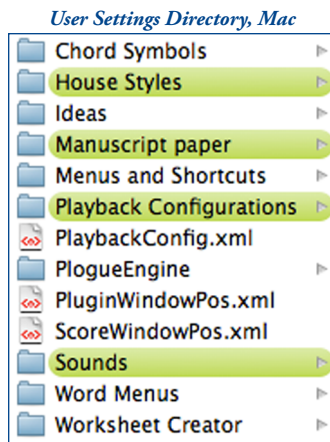 User Settings Directory, Mac
Chord Symbols
House Styles
Ideas
Manuscript paper
Menus and Shortcuts
Playback Configurations
PlaybackConfig.xml
PlogueEngine
PluginWindowPos.xml
ScoreWindowPos.xml
Sounds
Word Menus
Worksheet Creator